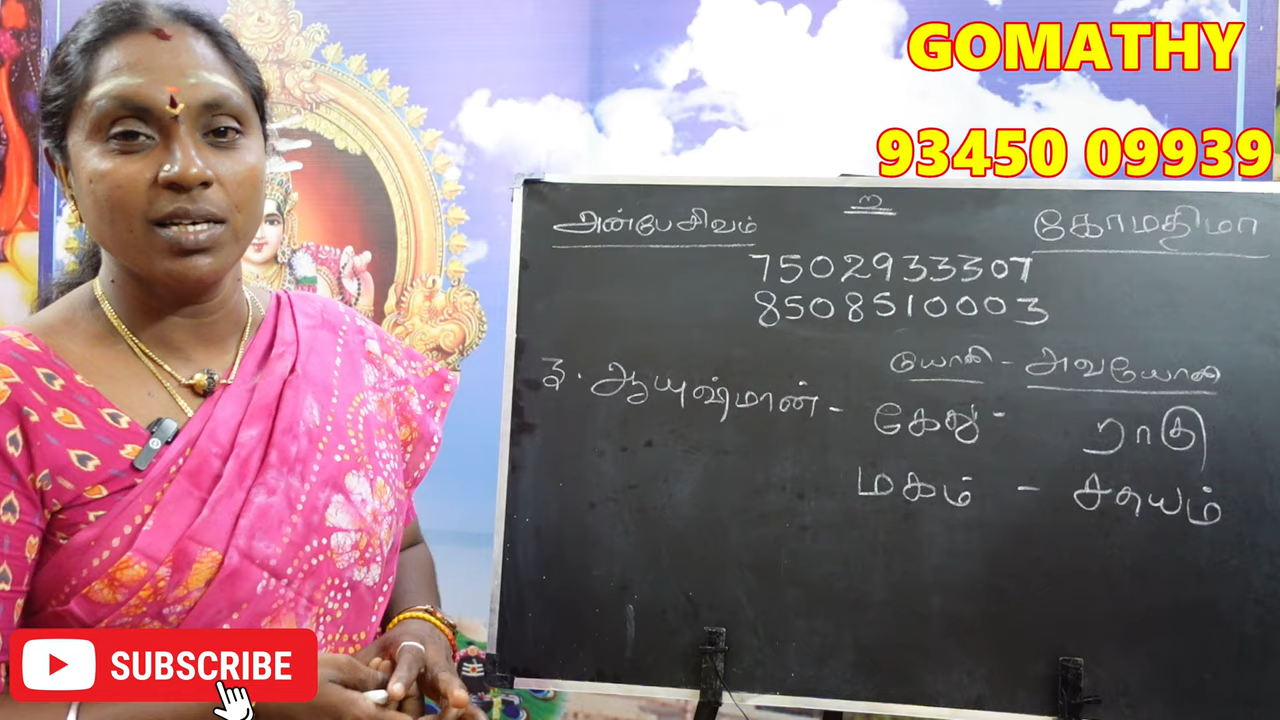 GOMATHY
93450 09939
உ
அன்பே சிவம்
கோமதிமா
7502933307
8508510003
யோகி - அவயோகி
3. ஆயுஷ்மான் - கேது - ராகு
மகம் - சதயம்
SUBSCRIBE